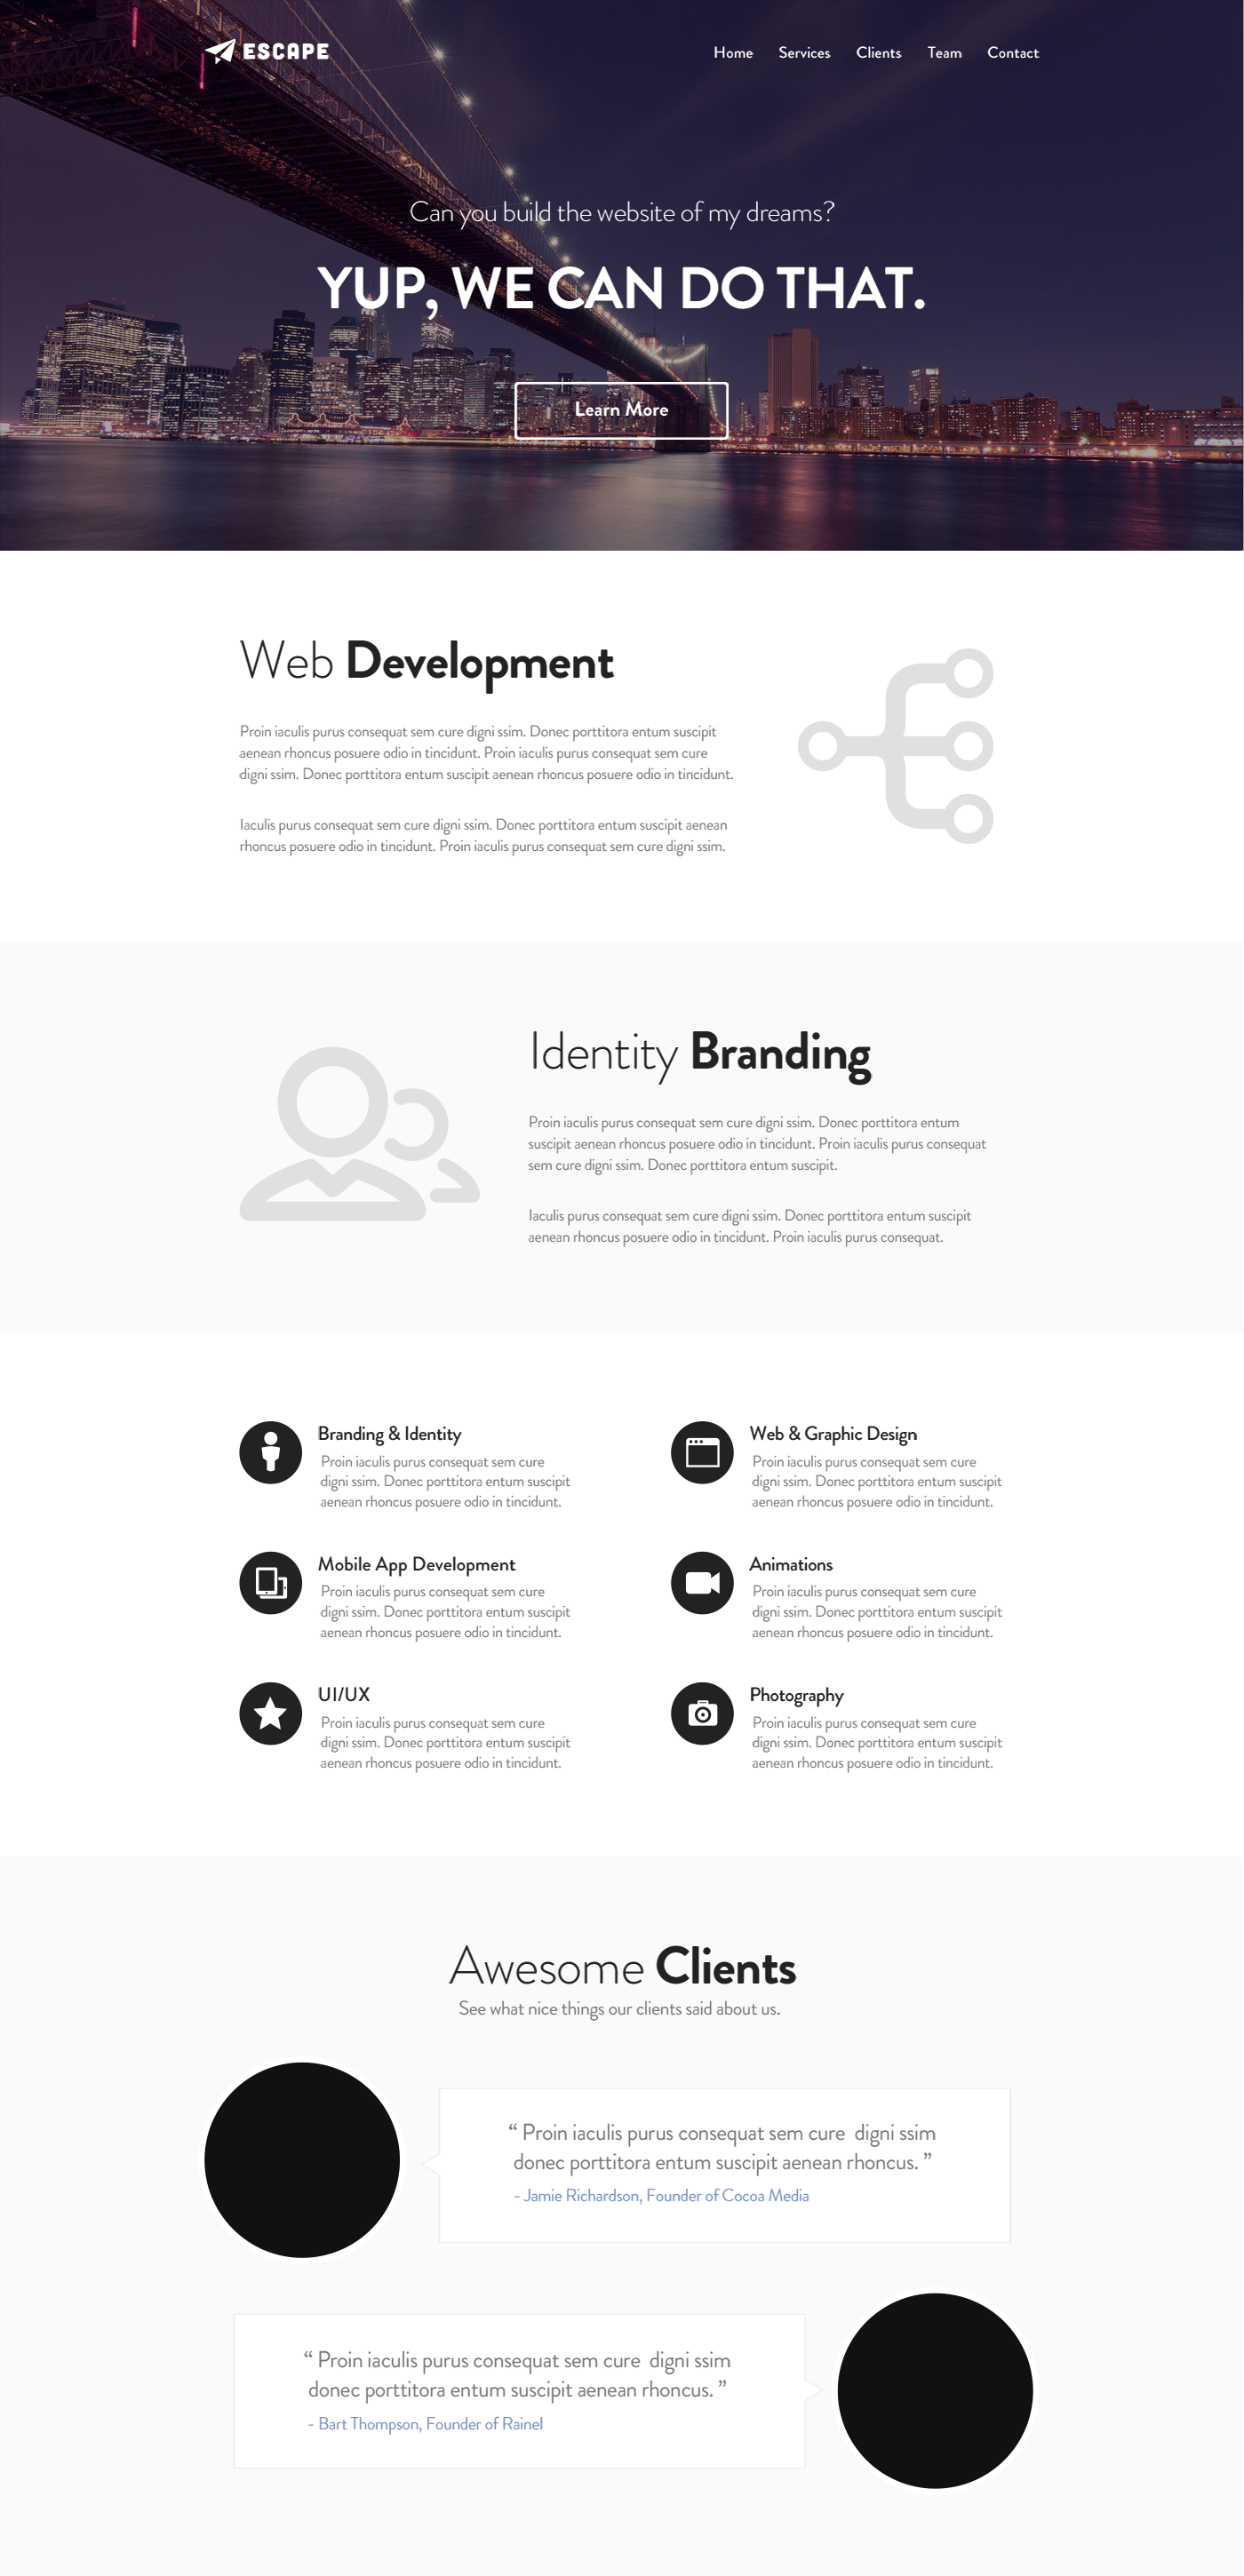 ESCAPE
Home Services Clients Team Contact
Can you build the website of my dreams?
YUP, WE CAN DO THAT.
Learn More
Web Development
Proin iaculis purus consequat sem cure digni ssim. Donec porttitora entum suscipit
aenean rhoncus posuere odio in tincidunt. Proin iaculis purus consequat sem cure
digni ssim. Donec porttitora entum suscipit aenean rhoncus posuere odio in tincidunt.
Iaculis purus consequat sem cure digni ssim. Donec porttitora entum suscipit aenean
rhoncus posuere odio in tincidunt. Proin iaculis purus consequat sem cure digni ssim.
Identity Branding
Proin iaculis purus consequat sem cure digni ssim. Donec porttitora entum
suscipit aenean rhoncus posuere odio in tincidunt. Proin iaculis purus consequat
sem cure digni ssim. Donec porttitora entum suscipit.
Iaculis purus consequat sem cure digni ssim. Donec porttitora entum suscipit
aenean rhoncus posuere odio in tincidunt. Proin iaculis purus consequat.
Branding & Identity
Proin iaculis purus consequat sem cure
digni ssim. Donec porttitora entum suscipit
aenean rhoncus posuere odio in tincidunt.
Web & Graphic Design
Proin iaculis purus consequat sem cure
digni ssim. Donec porttitora entum suscipit
aenean rhoncus posuere odio in tincidunt.
Mobile App Development
Proin iaculis purus consequat sem cure
digni ssim. Donec porttitora entum suscipit
aenean rhoncus posuere odio in tincidunt.
Animations
Proin iaculis purus consequat sem cure
digni ssim. Donec porttitora entum suscipit
aenean rhoncus posuere odio in tincidunt.
UI/UX
Proin iaculis purus consequat sem cure
digni ssim. Donec porttitora entum suscipit
aenean rhoncus posuere odio in tincidunt.
Photography
Proin iaculis purus consequat sem cure
digni ssim. Donec porttitora entum suscipit
aenean rhoncus posuere odio in tincidunt.
Awesome Clients
See what nice things our clients said about us.
“ Proin iaculis purus consequat sem cure digni ssim
donec porttitora entum suscipit aenean rhoncus. ”
- Jamie Richardson, Founder of Cocoa Media
“ Proin iaculis purus consequat sem cure digni ssim
donec porttitora entum suscipit aenean rhoncus. ”
- Bart Thompson, Founder of Rainel